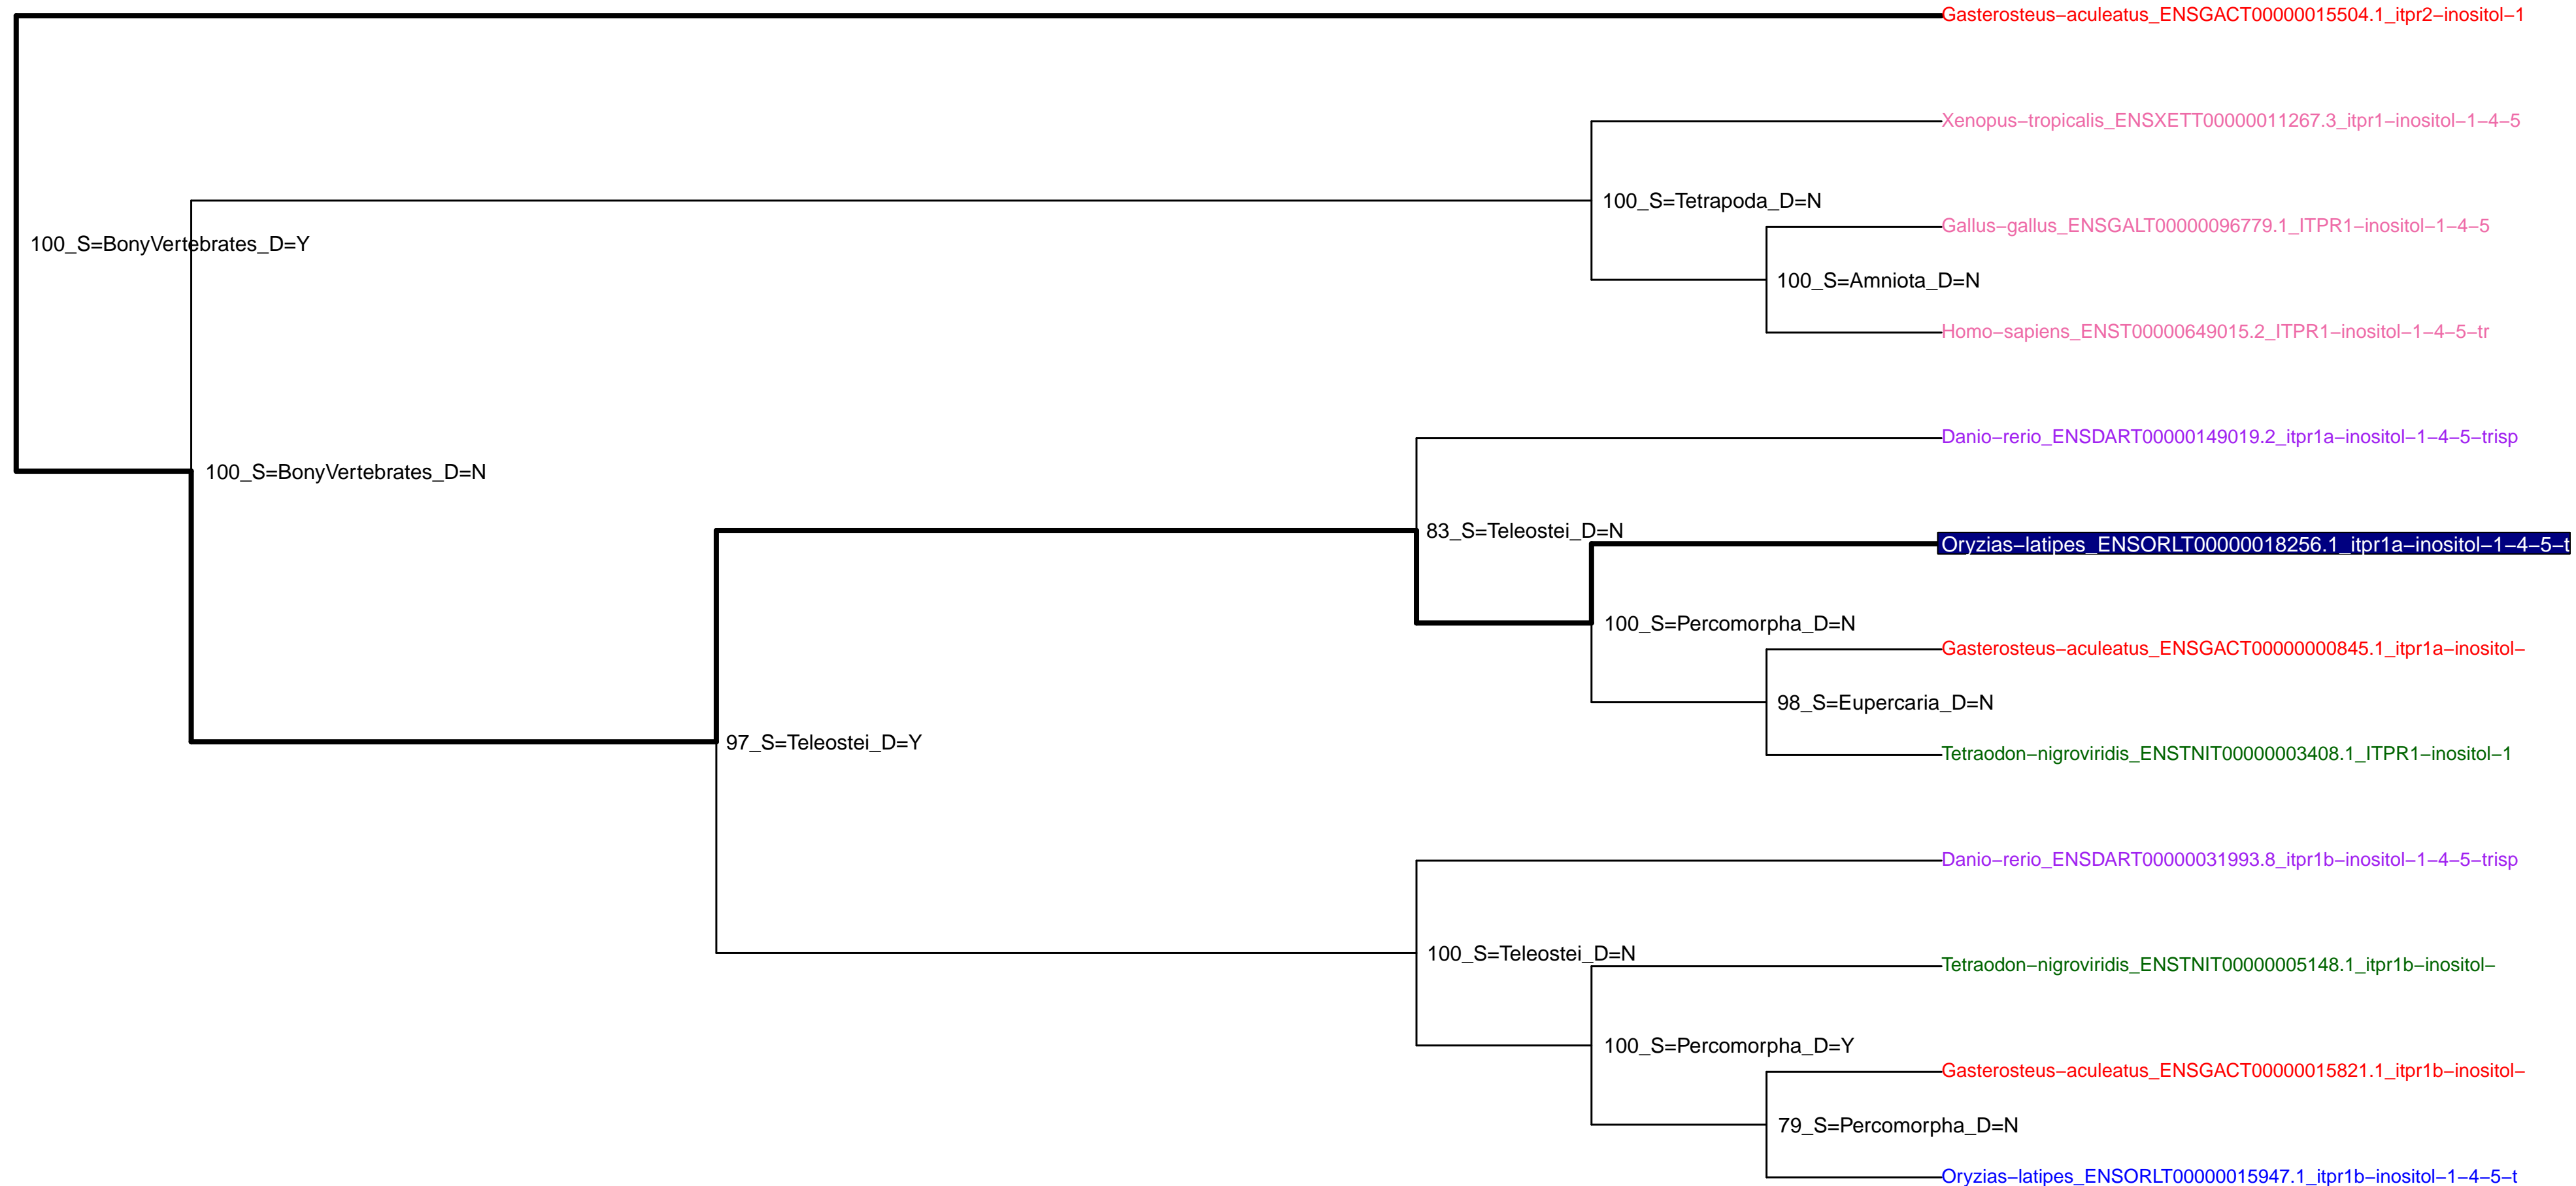 Gasterosteus−aculeatus_ENSGACT00000015504.1_itpr2−inositol−1
Xenopus−tropicalis_ENSXETT00000011267.3_itpr1−inositol−1−4−5
100_S=Tetrapoda_D=N
Gallus−gallus_ENSGALT00000096779.1_ITPR1−inositol−1−4−5
100_S=BonyVertebrates_D=Y
100_S=Amniota_D=N
Homo−sapiens_ENST00000649015.2_ITPR1−inositol−1−4−5−tr
Danio−rerio_ENSDART00000149019.2_itpr1a−inositol−1−4−5−trisp
100_S=BonyVertebrates_D=N
83_S=Teleostei_D=N
Oryzias−latipes_ENSORLT00000018256.1_itpr1a−inositol−1−4−5−t
100_S=Percomorpha_D=N
Gasterosteus−aculeatus_ENSGACT00000000845.1_itpr1a−inositol−
98_S=Eupercaria_D=N
97_S=Teleostei_D=Y
Tetraodon−nigroviridis_ENSTNIT00000003408.1_ITPR1−inositol−1
Danio−rerio_ENSDART00000031993.8_itpr1b−inositol−1−4−5−trisp
100_S=Teleostei_D=N
Tetraodon−nigroviridis_ENSTNIT00000005148.1_itpr1b−inositol−
100_S=Percomorpha_D=Y
Gasterosteus−aculeatus_ENSGACT00000015821.1_itpr1b−inositol−
79_S=Percomorpha_D=N
Oryzias−latipes_ENSORLT00000015947.1_itpr1b−inositol−1−4−5−t